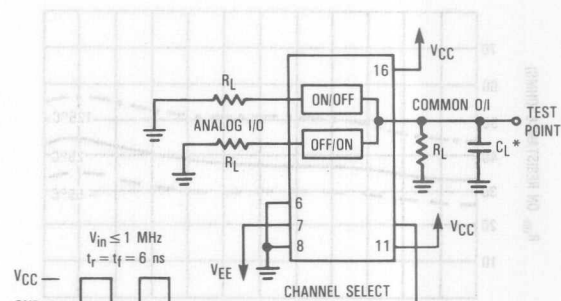 VCC
16
RL
ON/OFF
COMMON O/I
TEST
POINT
ANALOG I/O
OFF/ON
RL
RL
CL*
6
7
8
VCC
11
Vin ≤ 1 MHz
tr = tf = 6 ns
VEE
VCC
CHANNEL SELECT